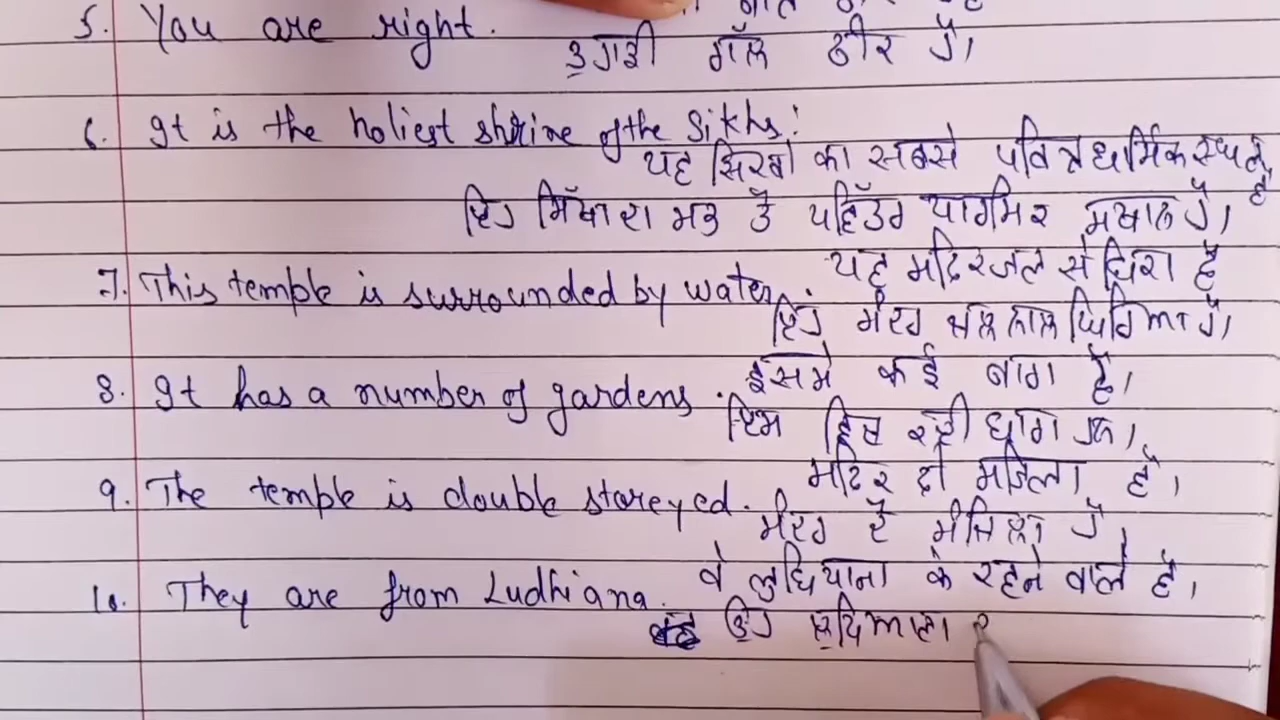 बात
5. You are right.
ਤੁਹਾਡੀ ਗੱਲ ਠੀਕ ਹੈ।
6. It is the holiest shrine of the Sikhs.
यह सिखों का सबसे पवित्र धर्मिक स्थल है
ਇਹ ਸਿੱਖਾਂ ਦਾ ਸਭ ਤੋਂ ਪਵਿੱਤਰ ਧਾਰਮਿਕ ਸਥਾਨ ਹੈ।
यह मंदिर जल से घिरा है
7. This temple is surrounded by water.
ਇਹ ਮੰਦਰ ਜਲ ਨਾਲ ਘਿਰਿਆ ਹੈ।
8. It has a number of gardens. इसमे कई बाग है।
ਇਸ ਵਿਚ ਕਈ ਬਾਗ ਹਨ।
मंदिर दो मंजिला है।
9. The temple is double storeyed.
ਮੰਦਰ ਦੋ ਮੰਜਿਲਾ ਹੈ।
10. They are from Ludhiana. वे लुधियाना के रहने वाले है।
ਉਹ ਲੁਧਿਆਣਾ